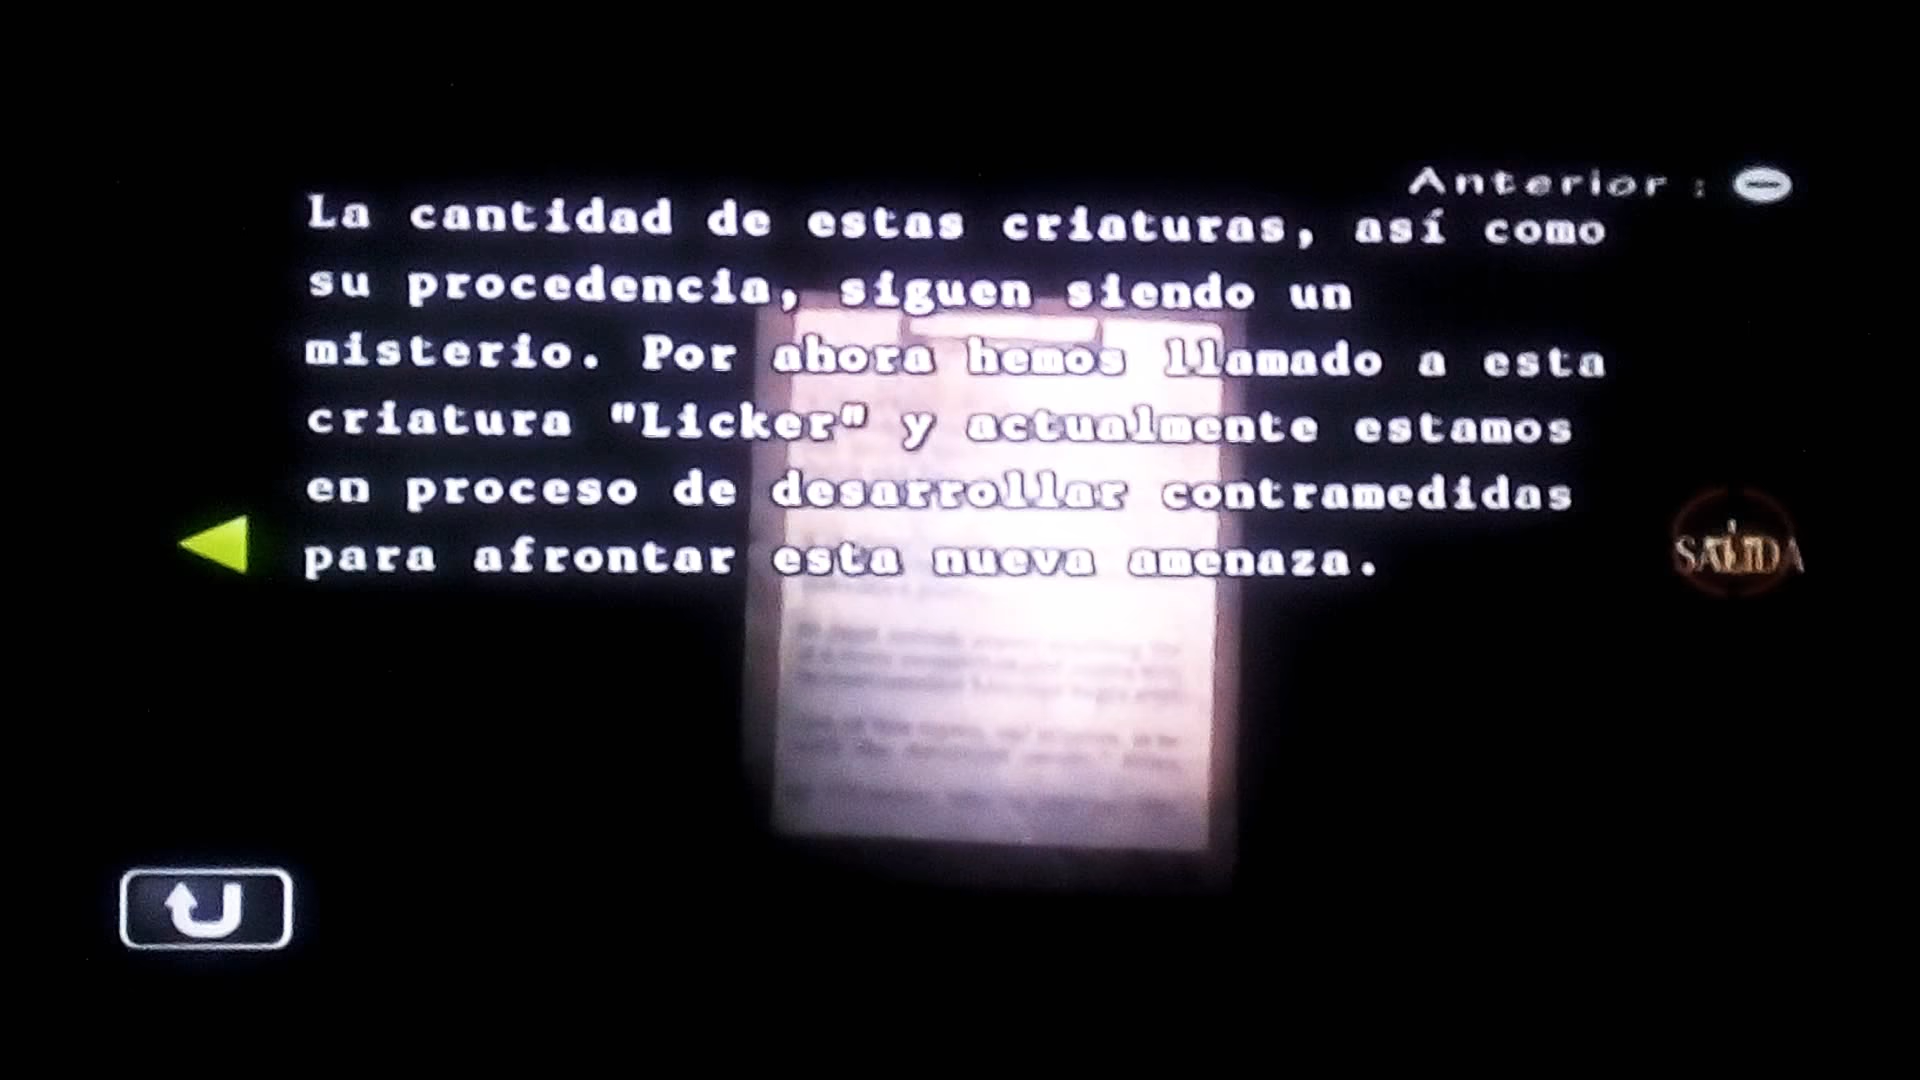 Anterior :
La cantidad de estas criaturas, así como
su procedencia, siguen siendo un
misterio. Por ahora hemos llamado a esta
criatura "Licker" y actualmente estamos
en proceso de desarrollar contramedidas
para afrontar esta nueva amenaza.
SALIDA